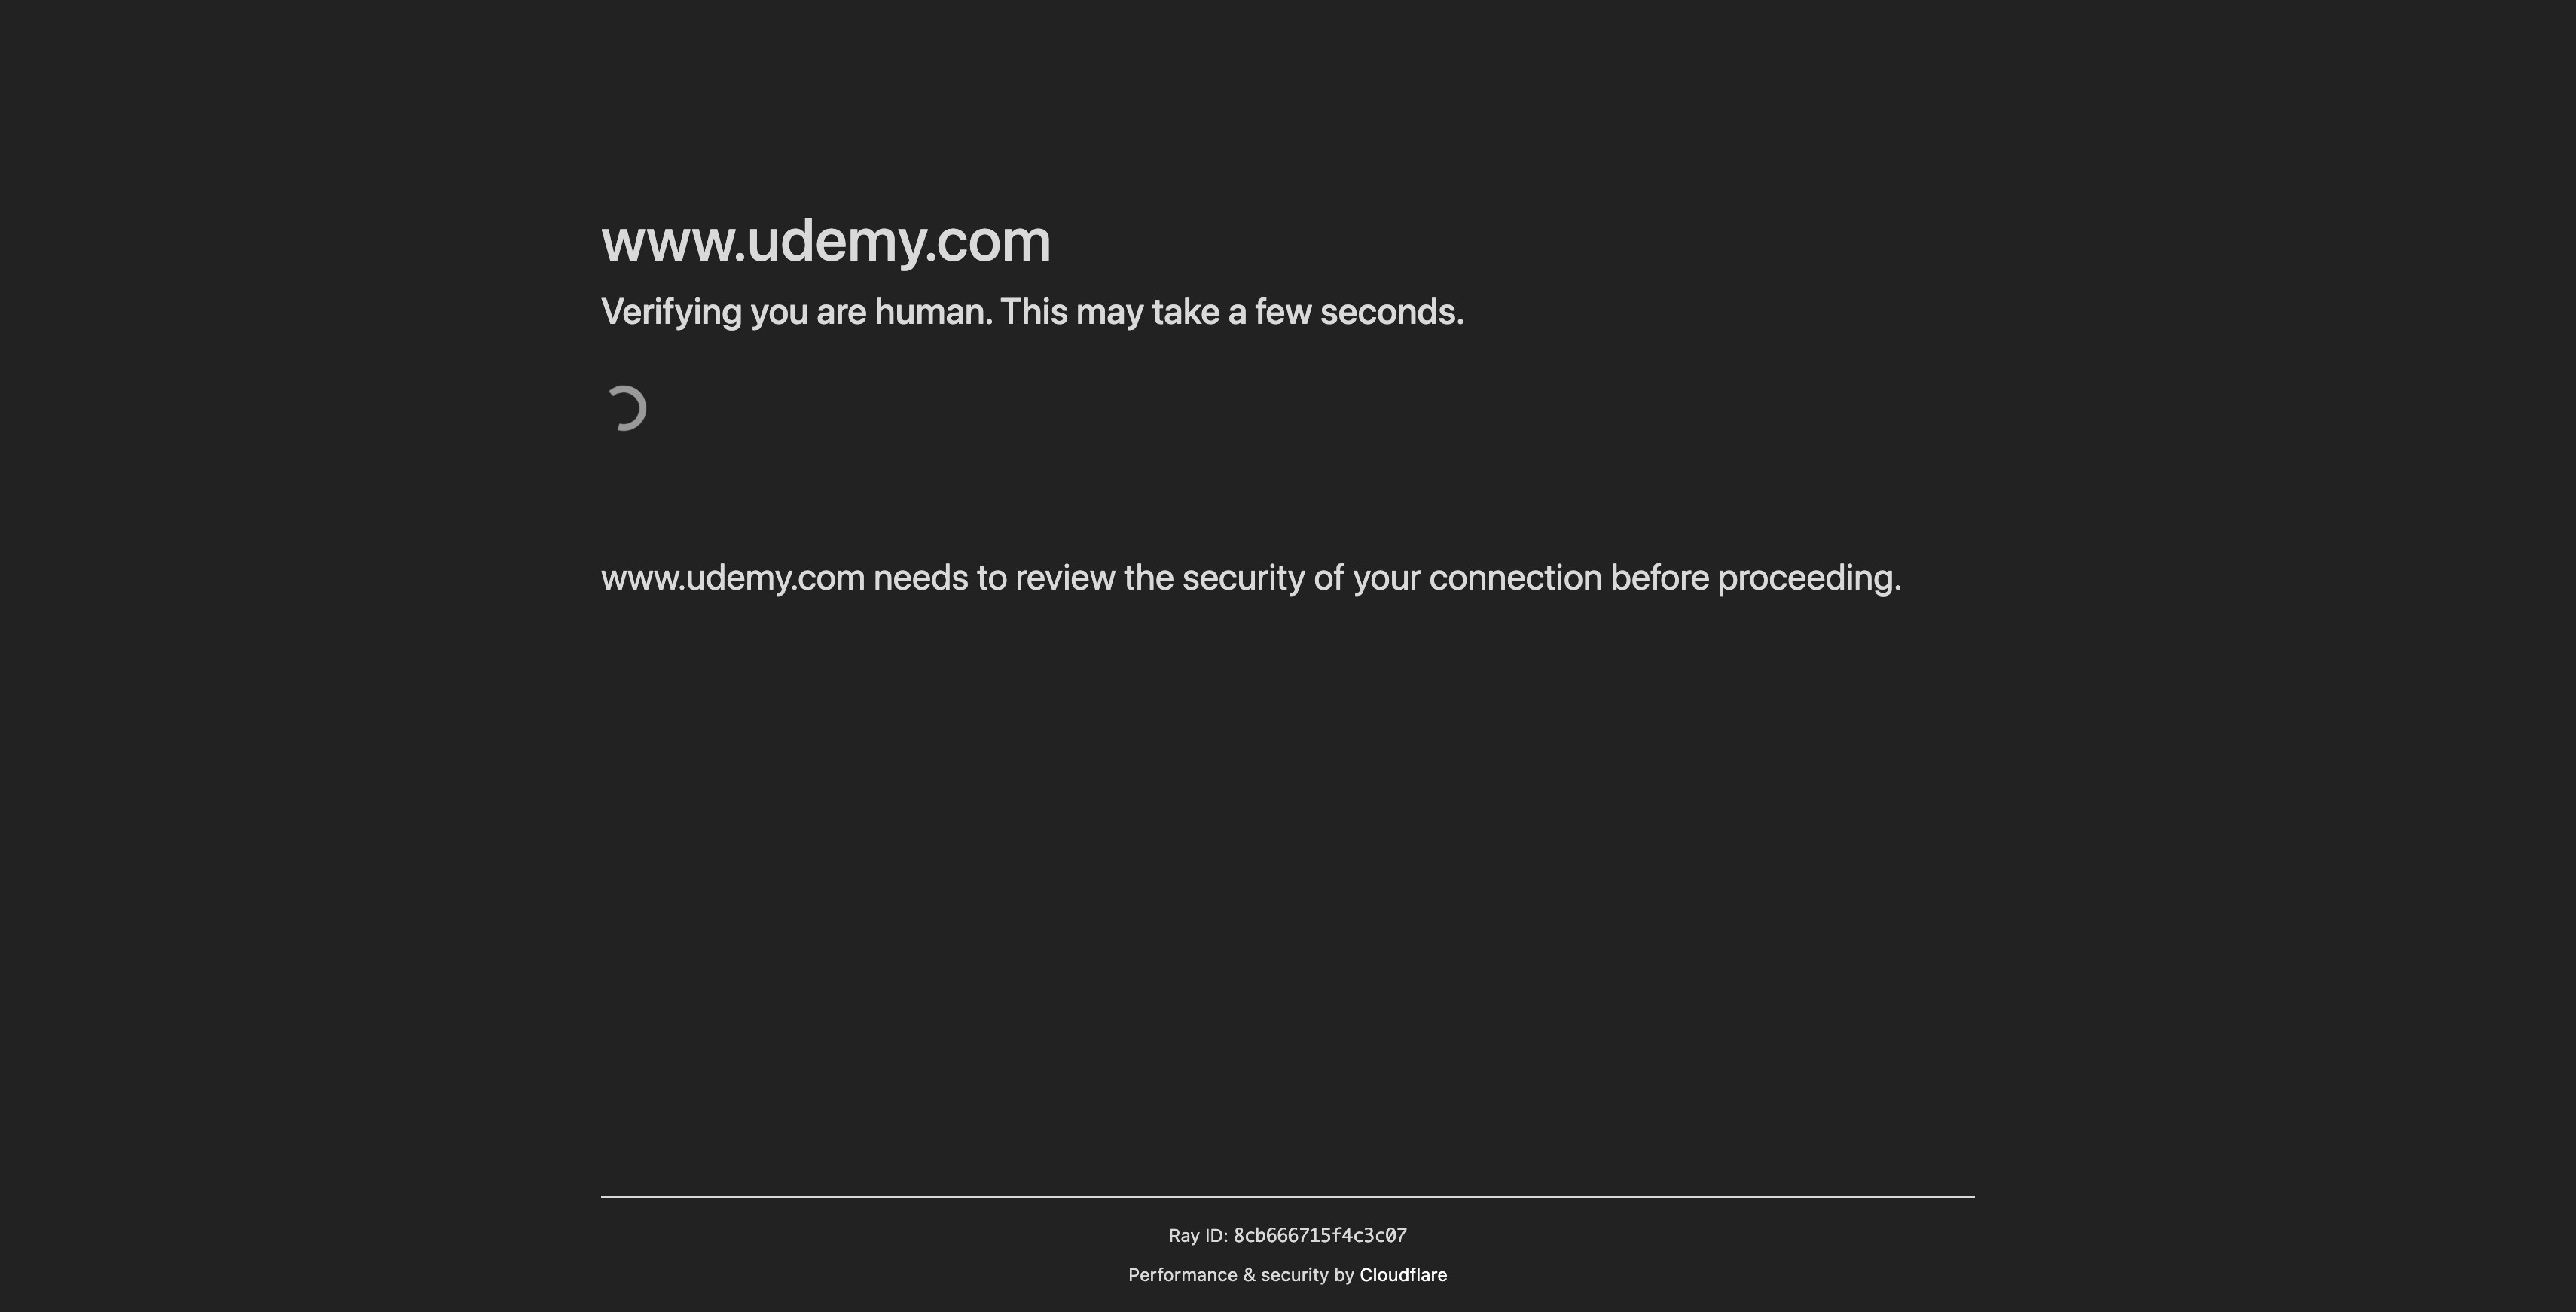 www.udemy.com
Verifying you are human. This may take a few seconds.
www.udemy.com needs to review the security of your connection before proceeding.
Ray ID: 8cb666715f4c3c07
Performance & security by Cloudflare